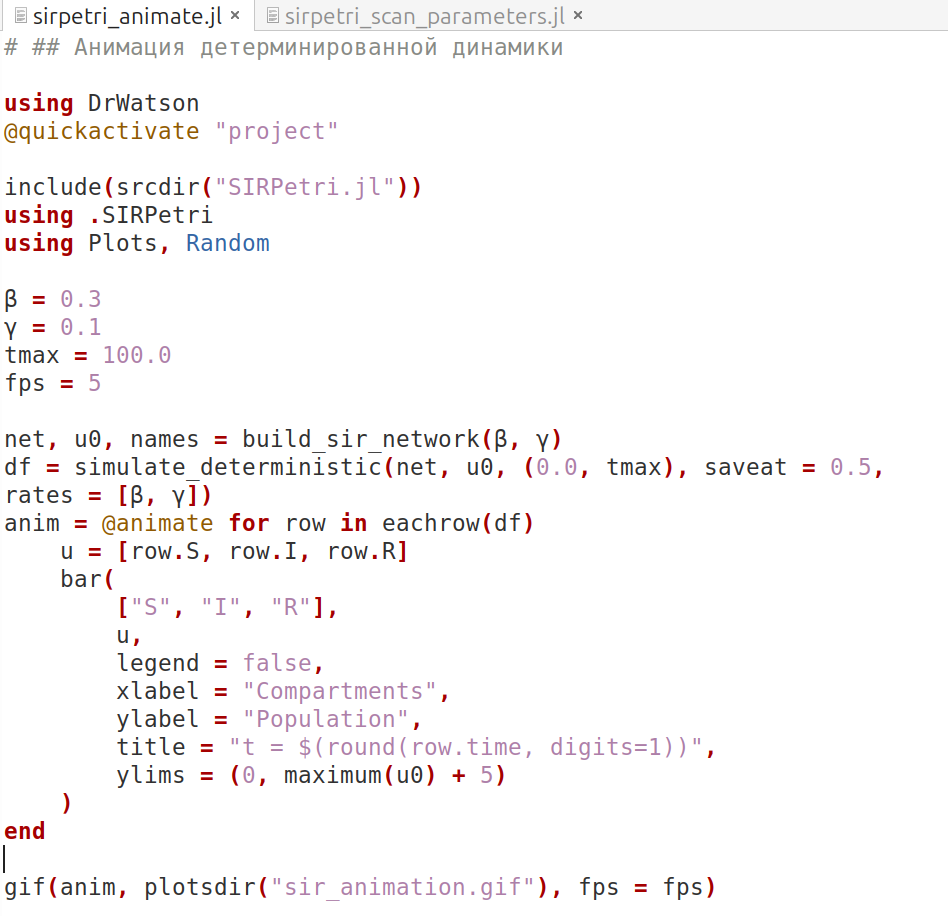 sirpetri_animate.jl × sirpetri_scan_parameters.jl ×
# ## Анимация детерминированной динамики
using DrWatson
@quickactivate "project"
include(srcdir("SIRPetri.jl"))
using .SIRPetri
using Plots, Random
β = 0.3
γ = 0.1
tmax = 100.0
fps = 5
net, u0, names = build_sir_network(β, γ)
df = simulate_deterministic(net, u0, (0.0, tmax), saveat = 0.5,
rates = [β, γ])
anim = @animate for row in eachrow(df)
    u = [row.S, row.I, row.R]
    bar(
        ["S", "I", "R"],
        u,
        legend = false,
        xlabel = "Compartments",
        ylabel = "Population",
        title = "t = $(round(row.time, digits=1))",
        ylims = (0, maximum(u0) + 5)
    )
end
gif(anim, plotsdir("sir_animation.gif"), fps = fps)